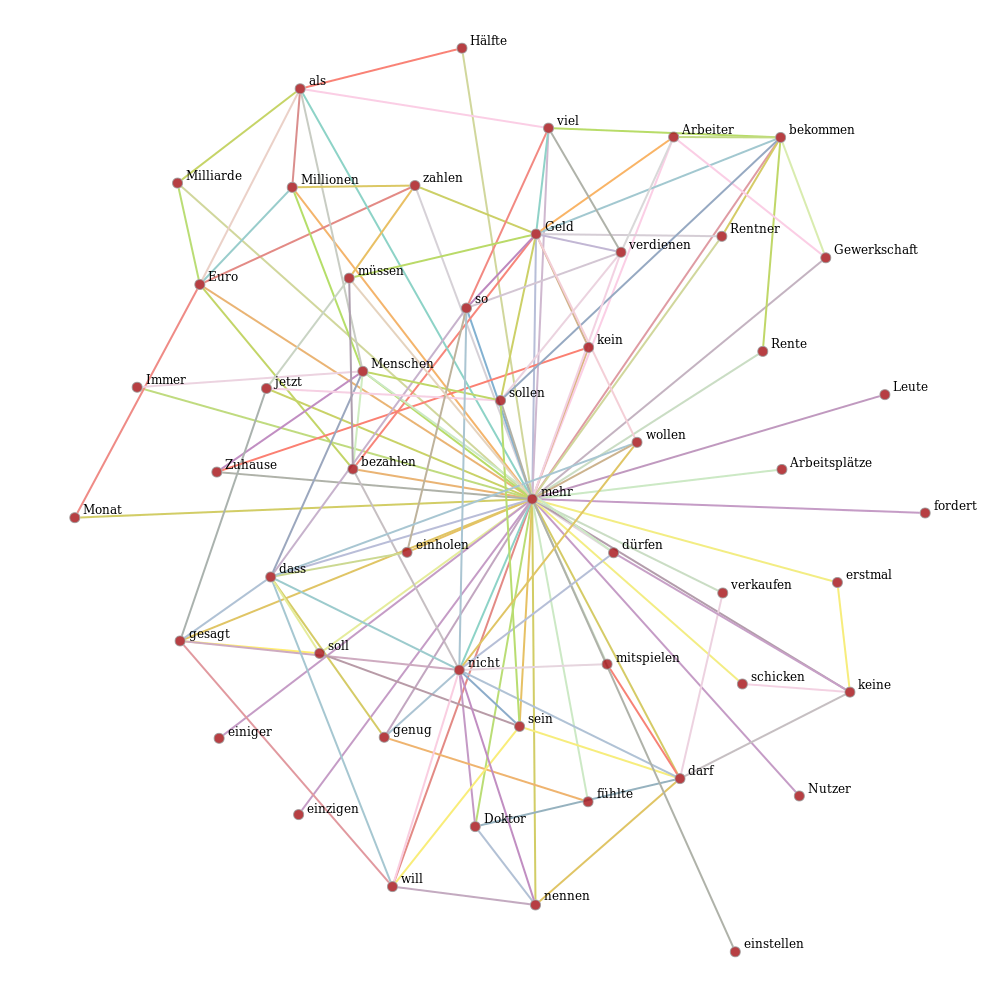 Hälfte
als
viel
Arbeiter
bekommen
Milliarde
Millionen
zahlen
Geld
Rentner
verdienen
Gewerkschaft
Euro
müssen
so
kein
Rente
Menschen
Immer
jetzt
sollen
Leute
wollen
Zuhause
bezahlen
Arbeitsplätze
mehr
Monat
fordert
einholen
dürfen
dass
erstmal
verkaufen
gesagt
soll
nicht
mitspielen
schicken
keine
sein
einiger
genug
darf
Nutzer
fühlte
einzigen
Doktor
will
nennen
einstellen